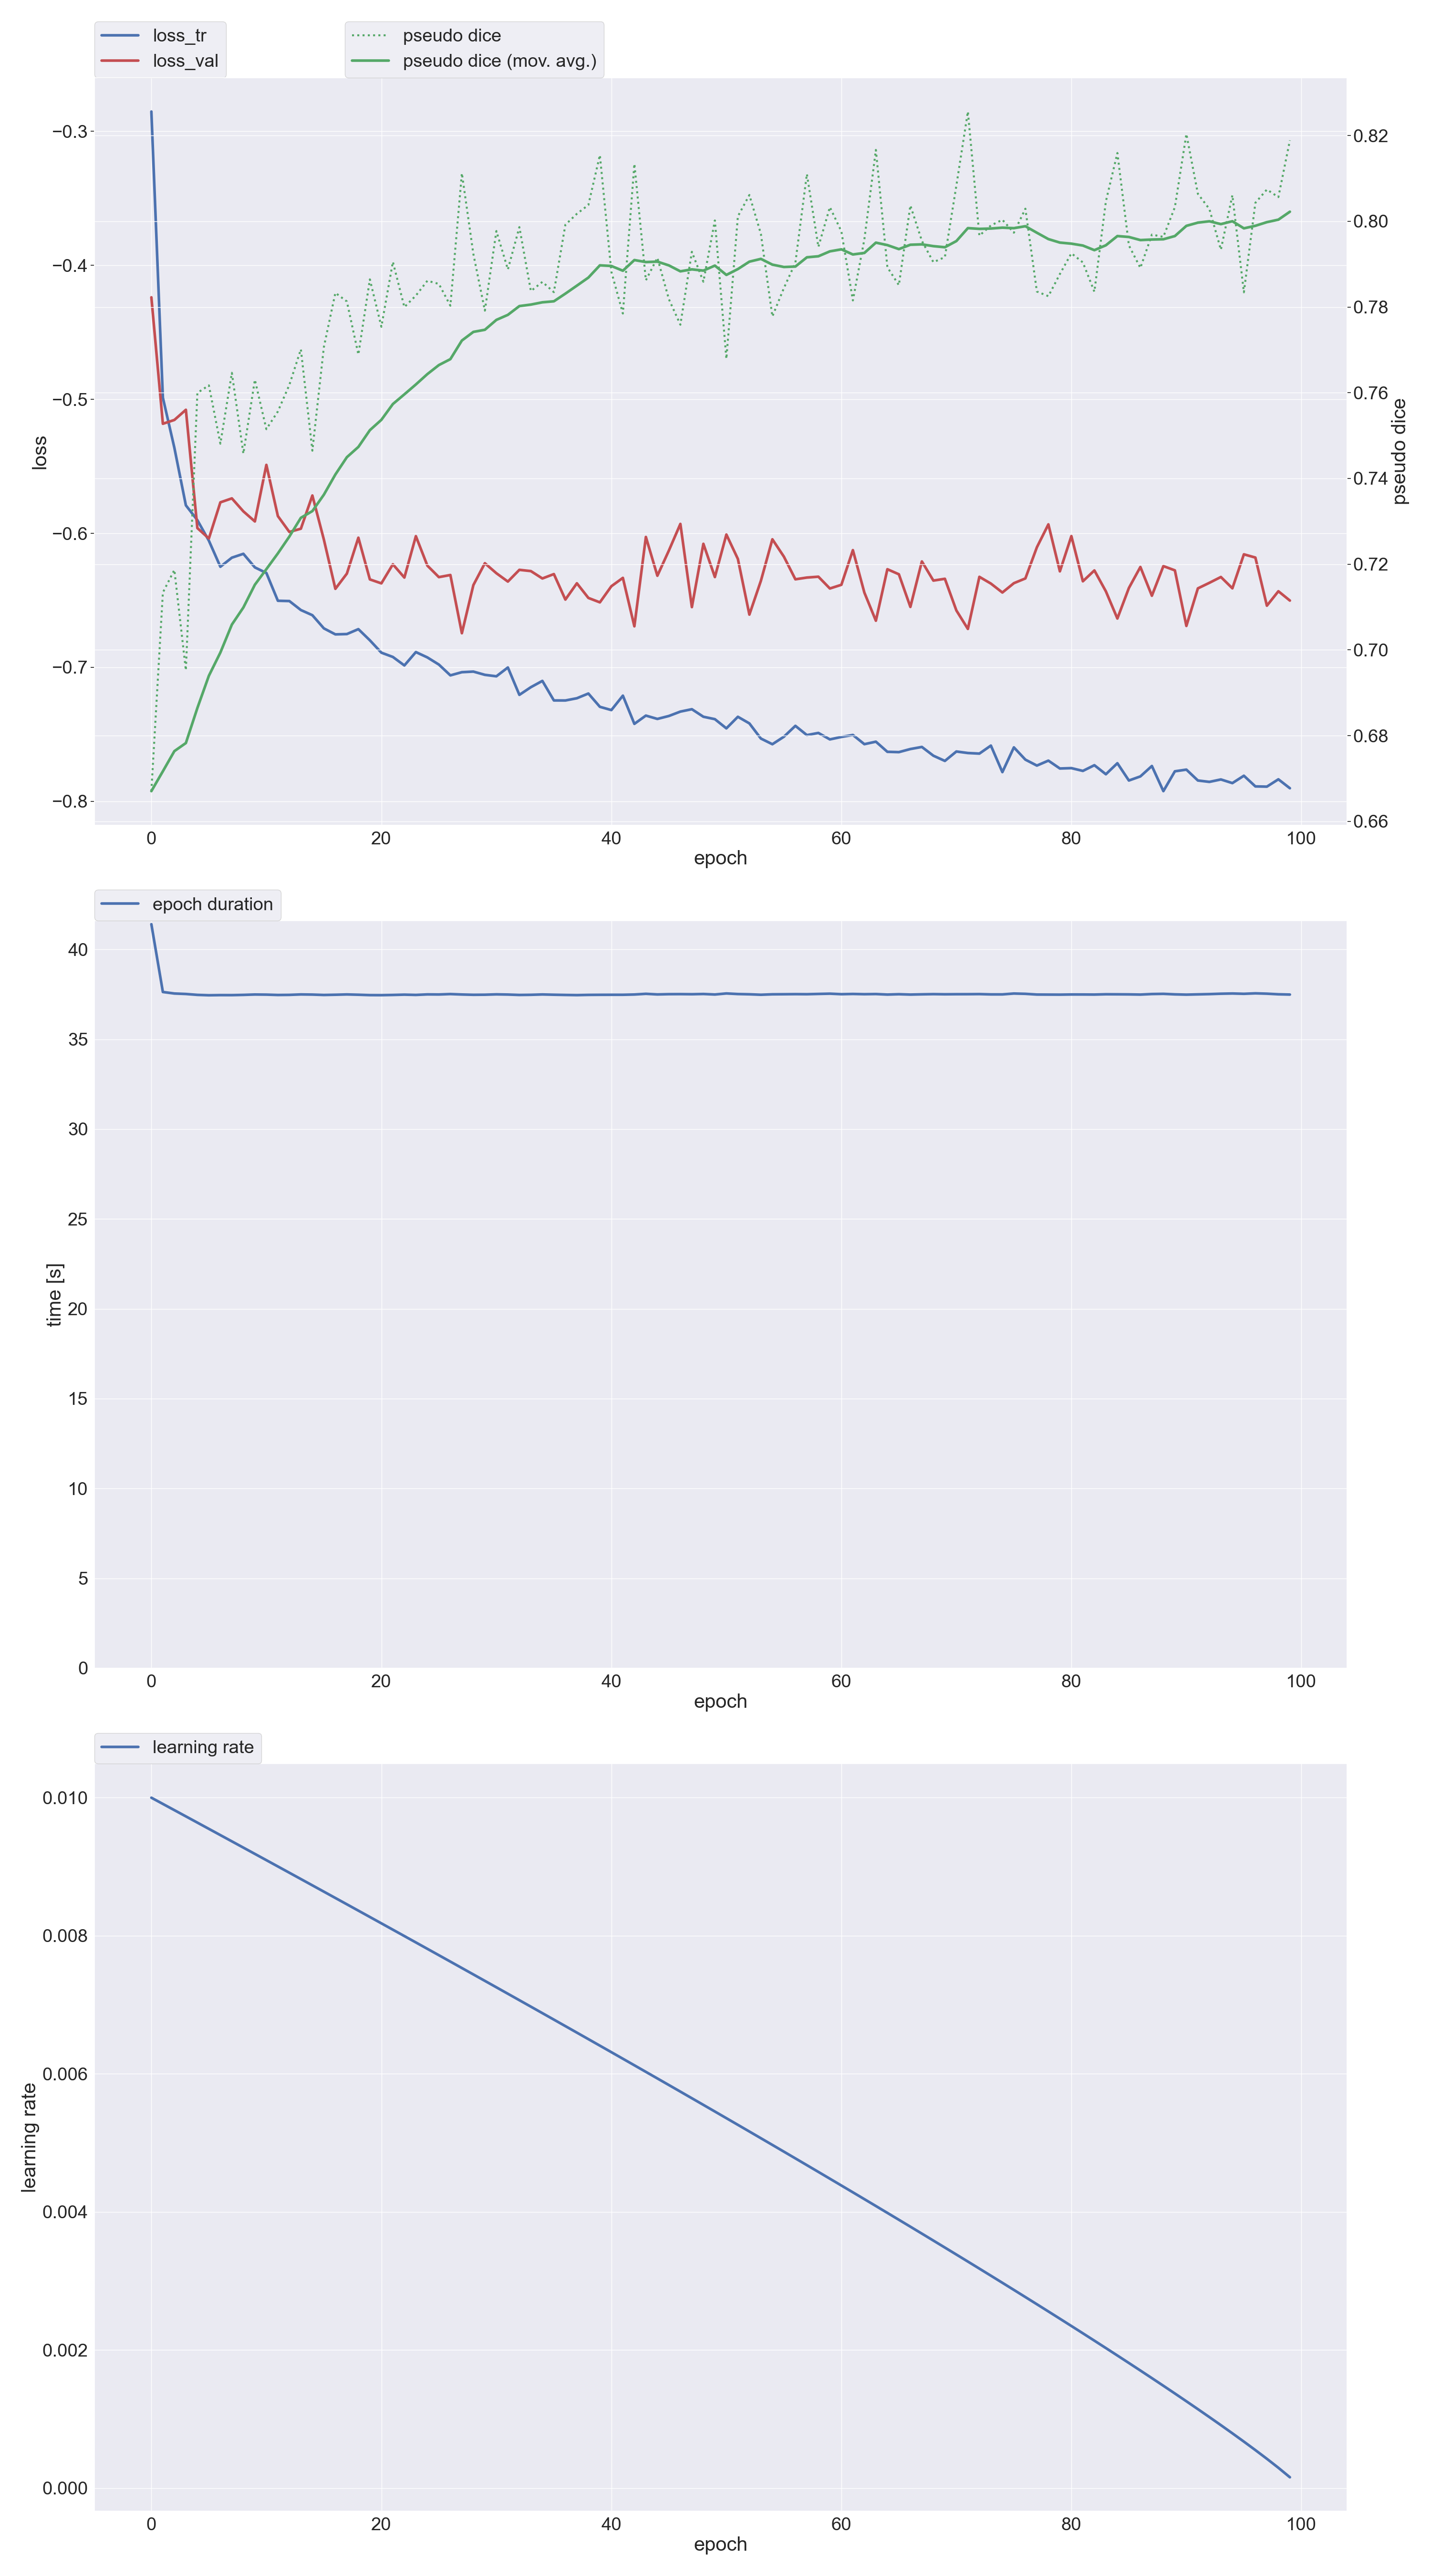 loss_tr
loss_val
pseudo dice
pseudo dice (mov. avg.)
−0.3
−0.4
−0.5
−0.6
−0.7
−0.8
loss
0.82
0.80
0.78
0.76
0.74
0.72
0.70
0.68
0.66
pseudo dice
0 20 40 60 80 100
epoch
epoch duration
40
35
30
25
20
15
10
5
0
time [s]
0 20 40 60 80 100
epoch
learning rate
0.010
0.008
0.006
0.004
0.002
0.000
learning rate
0 20 40 60 80 100
epoch